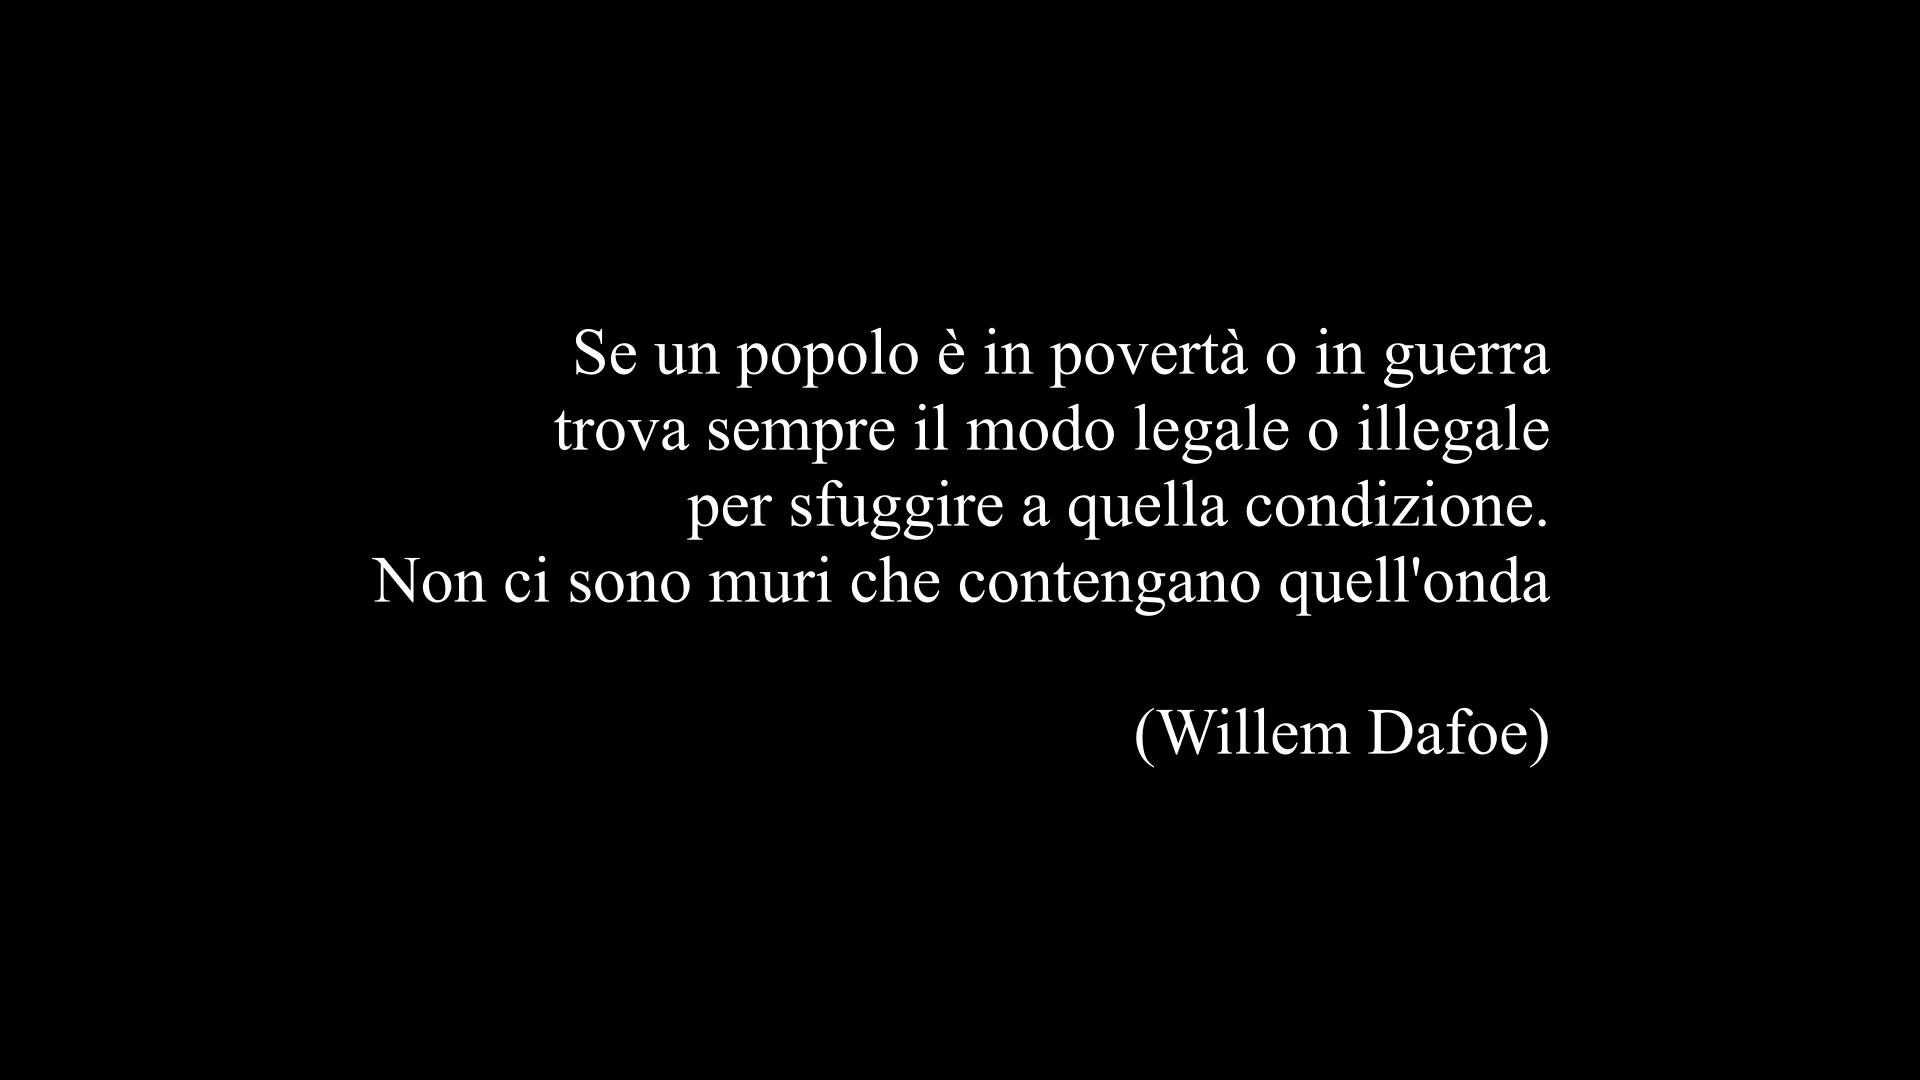 Se un popolo è in povertà o in guerra
trova sempre il modo legale o illegale
per sfuggire a quella condizione.
Non ci sono muri che contengano quell'onda
(Willem Dafoe)